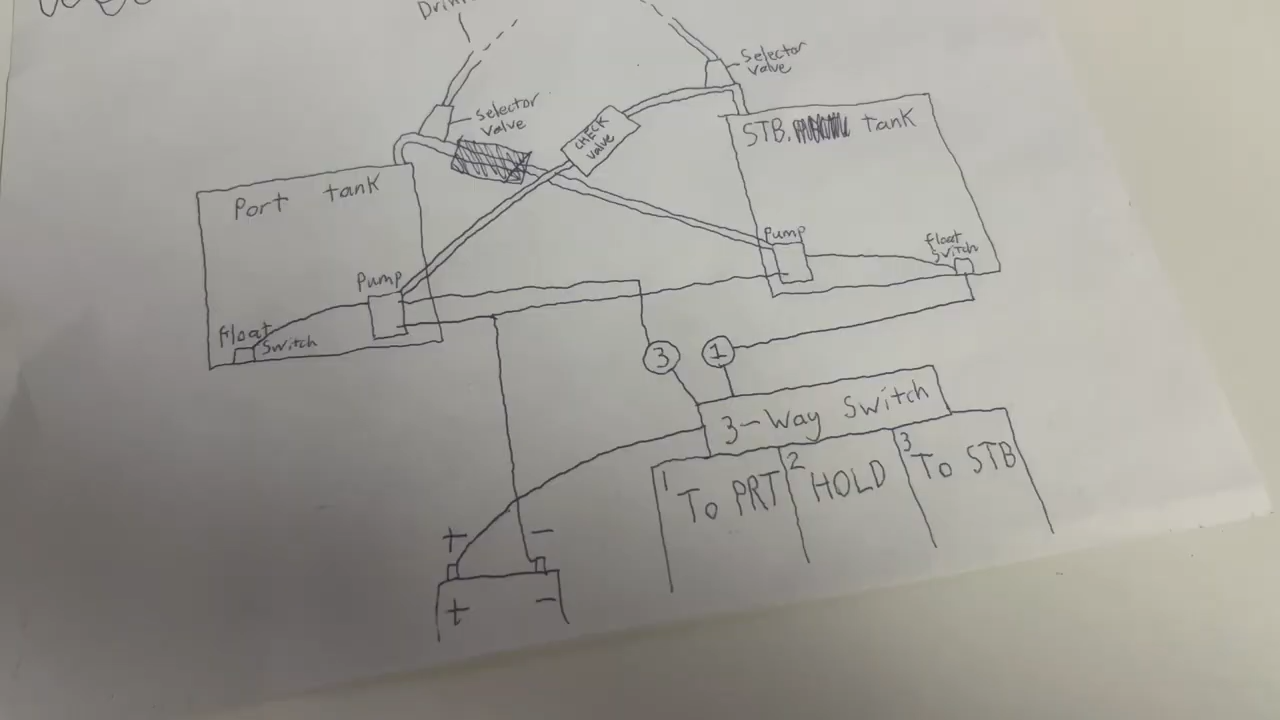 Selector
valve
Selector
valve
CHECK
valve
STB. tank
Port tank
Pump
float
switch
Pump
float
switch
3
1
3-Way Switch
1 To PRT
2 HOLD
3 To STB
+ -
+ -